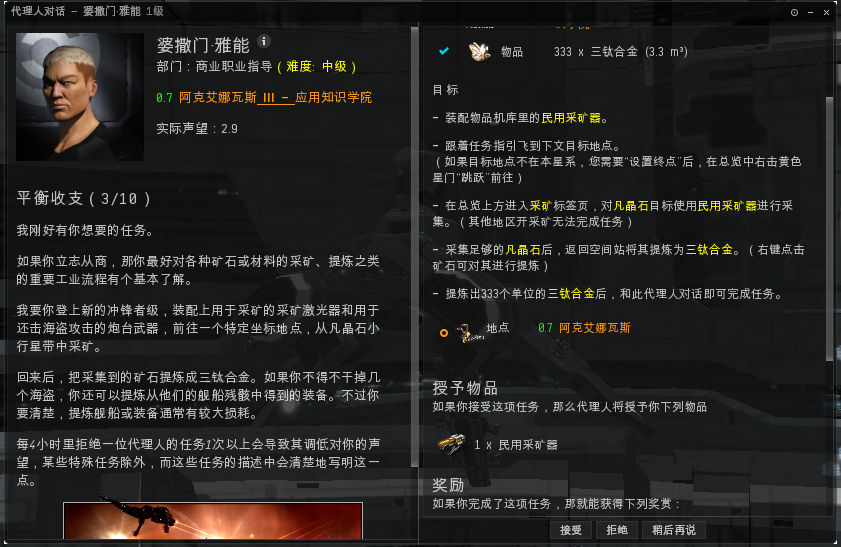 代理人对话 - 婆撒门·雅能 1级
婆撒门·雅能
部门：商业职业指导（难度: 中级）
0.7 阿克艾娜瓦斯 III - 应用知识学院
实际声望：2.9
平衡收支（3/10）
我刚好有你想要的任务。
如果你立志从商，那你最好对各种矿石或材料的采矿、提炼之类
的重要工业流程有个基本了解。
我要你登上新的冲锋者级，装配上用于采矿的采矿激光器和用于
还击海盗攻击的炮台武器，前往一个特定坐标地点，从凡晶石小
行星带中采矿。
回来后，把采集到的矿石提炼成三钛合金。如果你不得不干掉几
个海盗，你还可以提炼从他们的舰船残骸中得到的装备。不过你
要清楚，提炼舰船或装备通常有较大损耗。
每4小时里拒绝一位代理人的任务1次以上会导致其调低对你的声
望，某些特殊任务除外，而这些任务的描述中会清楚地写明这一
点。
物品 333 x 三钛合金 (3.3 m³)
目标
- 装配物品机库里的民用采矿器。
- 跟着任务指引飞到下文目标地点。
（如果目标地点不在本星系，您需要“设置终点”后，在总览中右击黄色
星门“跳跃”前往）
- 在总览上方进入采矿标签页，对凡晶石目标使用民用采矿器进行采
集。（其他地区开采矿无法完成任务）
- 采集足够的凡晶石后，返回空间站将其提炼为三钛合金。（右键点击
矿石可对其进行提炼）
- 提炼出333个单位的三钛合金后，和此代理人对话即可完成任务。
地点 0.7 阿克艾娜瓦斯
授予物品
如果你接受这项任务，那么代理人将授予你下列物品
1 x 民用采矿器
奖励
如果你完成了这项任务，那就能获得下列奖赏：
接受 拒绝 稍后再说